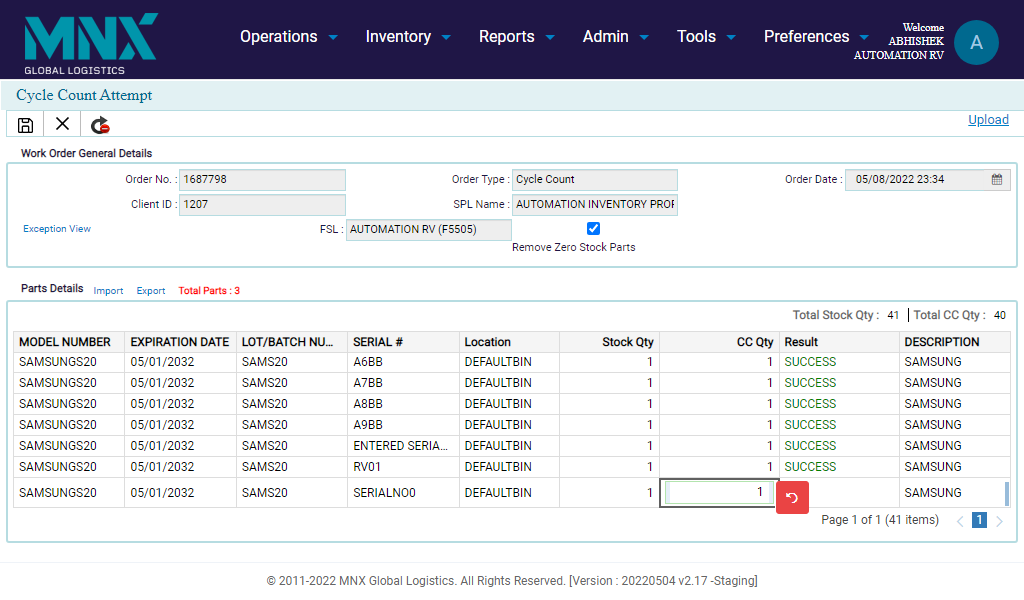 MNX
GLOBAL LOGISTICS
Operations Inventory Reports Admin Tools Preferences
Welcome
ABHISHEK
AUTOMATION RV
A
Cycle Count Attempt
Upload
Work Order General Details
Order No. : 1687798 Order Type : Cycle Count Order Date : 05/08/2022 23:34
Client ID : 1207 SPL Name : AUTOMATION INVENTORY PROF
Exception View FSL : AUTOMATION RV (F5505)
Remove Zero Stock Parts
Parts Details Import Export Total Parts : 3
Total Stock Qty : 41 Total CC Qty : 40
MODEL NUMBER EXPIRATION DATE LOT/BATCH NU... SERIAL # Location Stock Qty CC Qty Result DESCRIPTION
SAMSUNGS20 05/01/2032 SAMS20 A6BB DEFAULTBIN 1 1 SUCCESS SAMSUNG
SAMSUNGS20 05/01/2032 SAMS20 A7BB DEFAULTBIN 1 1 SUCCESS SAMSUNG
SAMSUNGS20 05/01/2032 SAMS20 A8BB DEFAULTBIN 1 1 SUCCESS SAMSUNG
SAMSUNGS20 05/01/2032 SAMS20 A9BB DEFAULTBIN 1 1 SUCCESS SAMSUNG
SAMSUNGS20 05/01/2032 SAMS20 ENTERED SERIA... DEFAULTBIN 1 1 SUCCESS SAMSUNG
SAMSUNGS20 05/01/2032 SAMS20 RV01 DEFAULTBIN 1 1 SUCCESS SAMSUNG
SAMSUNGS20 05/01/2032 SAMS20 SERIALNO0 DEFAULTBIN 1 1 SAMSUNG
Page 1 of 1 (41 items) 1
© 2011-2022 MNX Global Logistics. All Rights Reserved. [Version : 20220504 v2.17 -Staging]